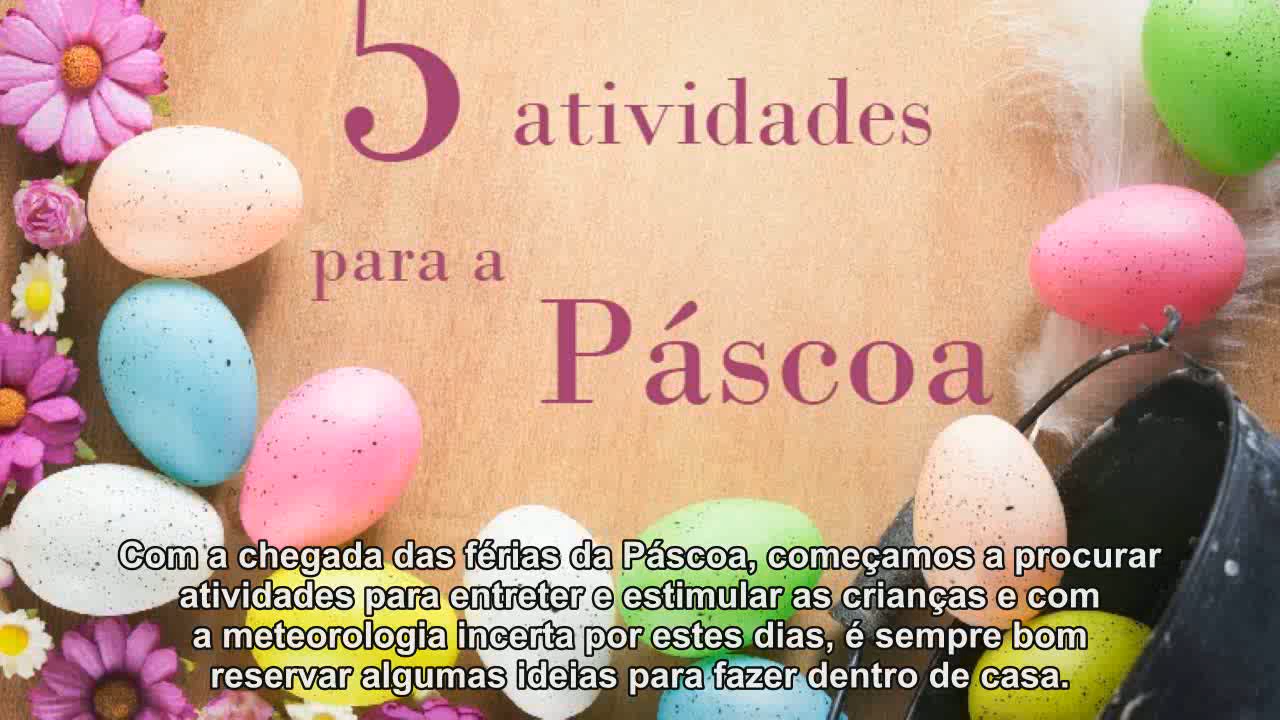 5 atividades
para a
Páscoa
Com a chegada das férias da Páscoa, começamos a procurar
atividades para entreter e estimular as crianças e com
a meteorologia incerta por estes dias, é sempre bom
reservar algumas ideias para fazer dentro de casa.